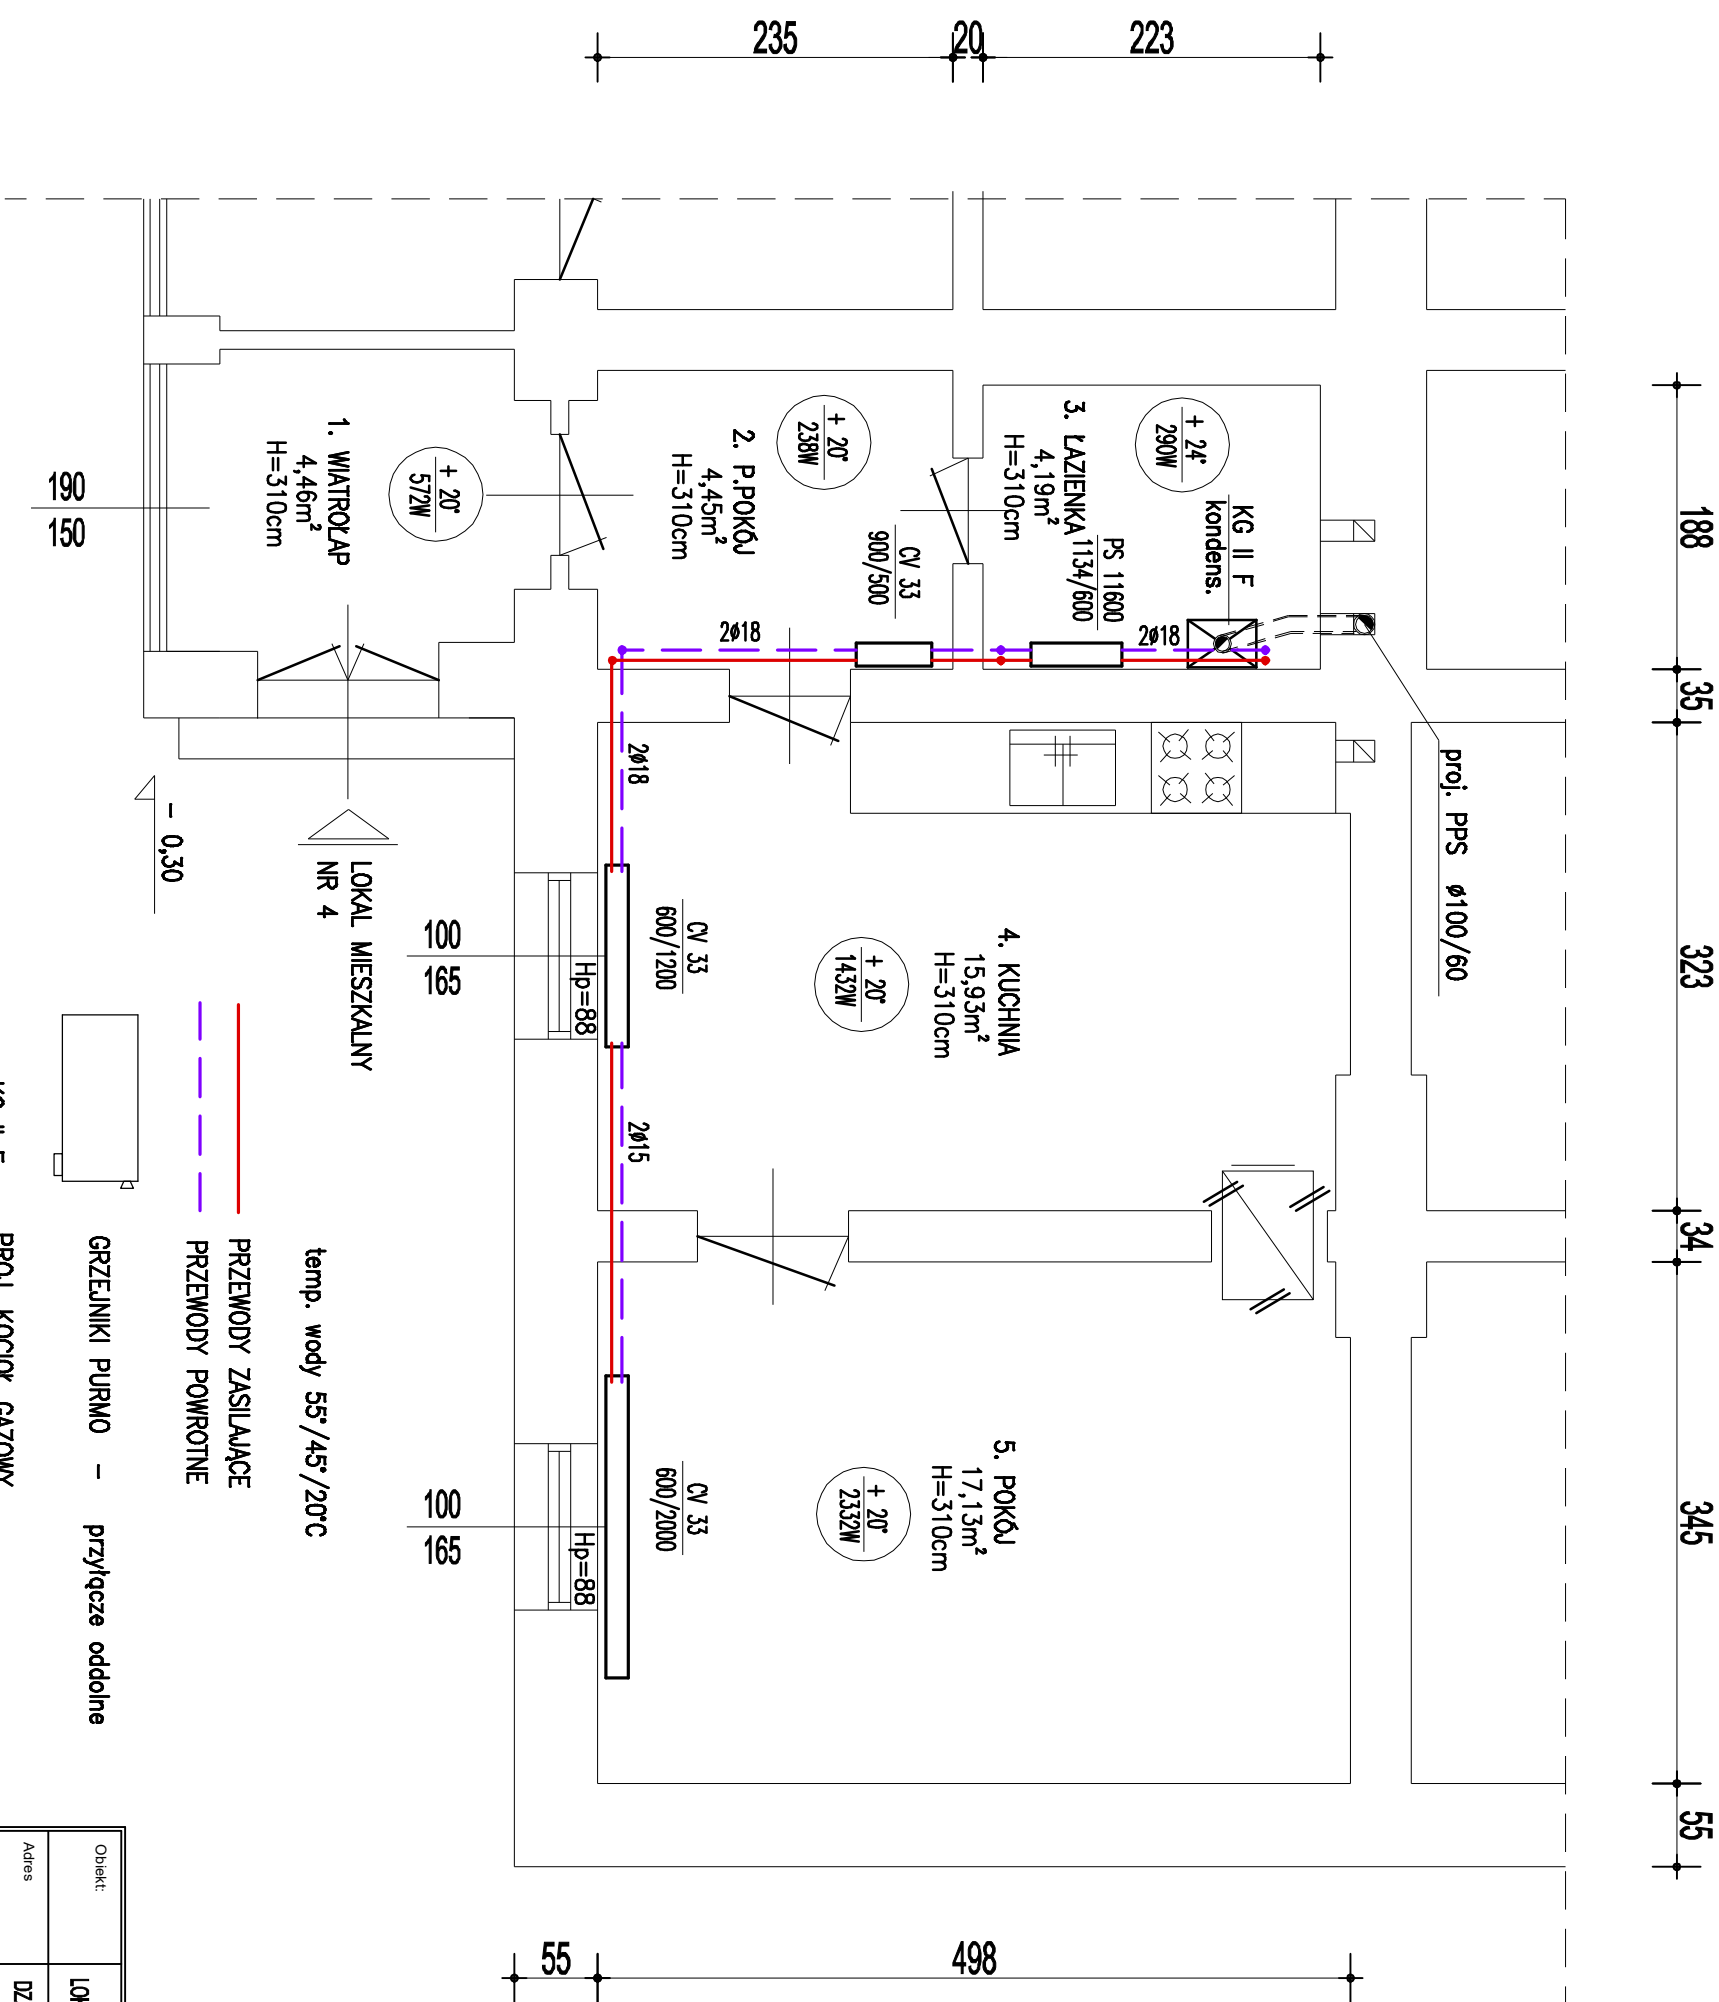 235
20
223
188
35
323
34
345
55
498
55
3. ŁAZIENKA
4,19m²
H=310cm
+ 24°
290W
KG II F
kondens.
PS 11600
1134/600
2ø18
proj. PPS ø100/60
2. P.POKÓJ
4,45m²
H=310cm
+ 20°
238W
CV 33
900/500
2ø18
1. WIATROŁAP
4,46m²
H=310cm
+ 20°
572W
190
150
2ø18
4. KUCHNIA
15,93m²
H=310cm
+ 20°
1432W
CV 33
600/1200
Hp=88
100
165
2ø15
5. POKÓJ
17,13m²
H=310cm
+ 20°
2332W
CV 33
600/2000
Hp=88
100
165
- 0,30
LOKAL MIESZKALNY
NR 4
temp. wody 55°/45°/20°C
PRZEWODY ZASILAJĄCE
PRZEWODY POWROTNE
GRZEJNIKI PURMO - przyłącze oddolne
Obiekt:
Adres